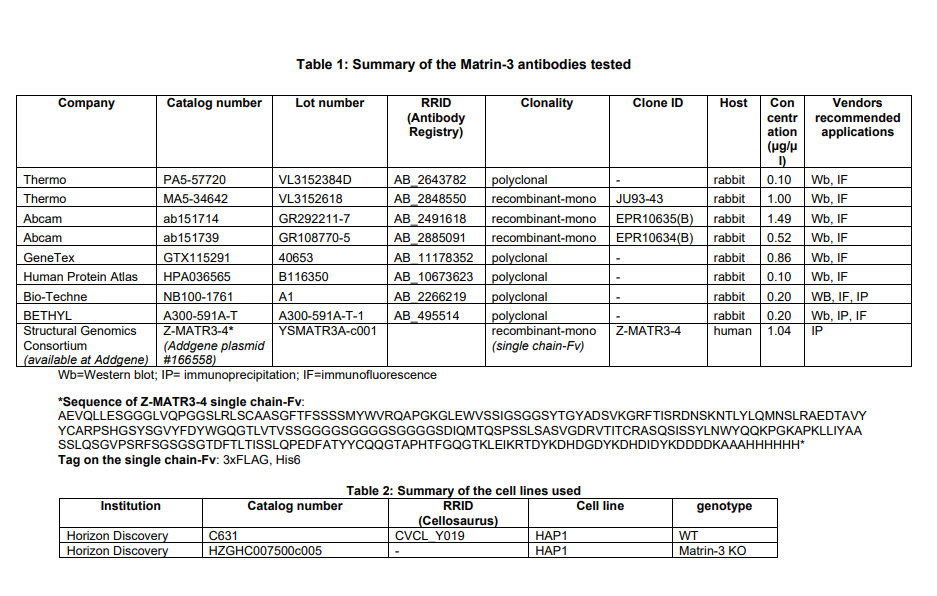 Table 1: Summary of the Matrin-3 antibodies tested
Company Catalog number Lot number RRID (Antibody Registry) Clonality Clone ID Host Con centr ation (µg/µ l) Vendors recommended applications
Thermo PA5-57720 VL3152384D AB_2643782 polyclonal - rabbit 0.10 Wb, IF
Thermo MA5-34642 VL3152618 AB_2848550 recombinant-mono JU93-43 rabbit 1.00 Wb, IF
Abcam ab151714 GR292211-7 AB_2491618 recombinant-mono EPR10635(B) rabbit 1.49 Wb, IF
Abcam ab151739 GR108770-5 AB_2885091 recombinant-mono EPR10634(B) rabbit 0.52 Wb, IF
GeneTex GTX115291 40653 AB_11178352 polyclonal - rabbit 0.86 Wb, IF
Human Protein Atlas HPA036565 B116350 AB_10673623 polyclonal - rabbit 0.10 Wb, IF
Bio-Techne NB100-1761 A1 AB_2266219 polyclonal - rabbit 0.20 WB, IF, IP
BETHYL A300-591A-T A300-591A-T-1 AB_495514 polyclonal - rabbit 0.20 Wb, IP, IF
Structural Genomics Z-MATR3-4* YSMATR3A-c001 recombinant-mono Z-MATR3-4 human 1.04 IP
Consortium (Addgene plasmid (single chain-Fv)
(available at Addgene) #166558)
Wb=Western blot; IP= immunoprecipitation; IF=immunofluorescence
*Sequence of Z-MATR3-4 single chain-Fv:
AEVQLLESGGGLVQPGGSLRLSCAASGFTFSSSSMYWVRQAPGKGLEWVSSIGSGGSYTGYADSVKGRFTISRDNSKNTLYLQMNSLRAEDTAVY
YCARPSHGSYSGVYFDYWGQGTLVTVSSGGGGSGGGGSGGGGSDIQMTQSPSSLSASVGDRVTITCRASQSISSYLNWYQQKPGKAPKLLIYAA
SSLQSGVPSRFSGSGSGTDFTLTISSLQPEDFATYYCQQGTAPHTFGQGTKLEIKRTDYKDHDGDYKDHDIDYKDDDDKAAAHHHHHH*
Tag on the single chain-Fv: 3xFLAG, His6
Table 2: Summary of the cell lines used
Institution Catalog number RRID (Cellosaurus) Cell line genotype
Horizon Discovery C631 CVCL_Y019 HAP1 WT
Horizon Discovery HZGHC007500c005 - HAP1 Matrin-3 KO